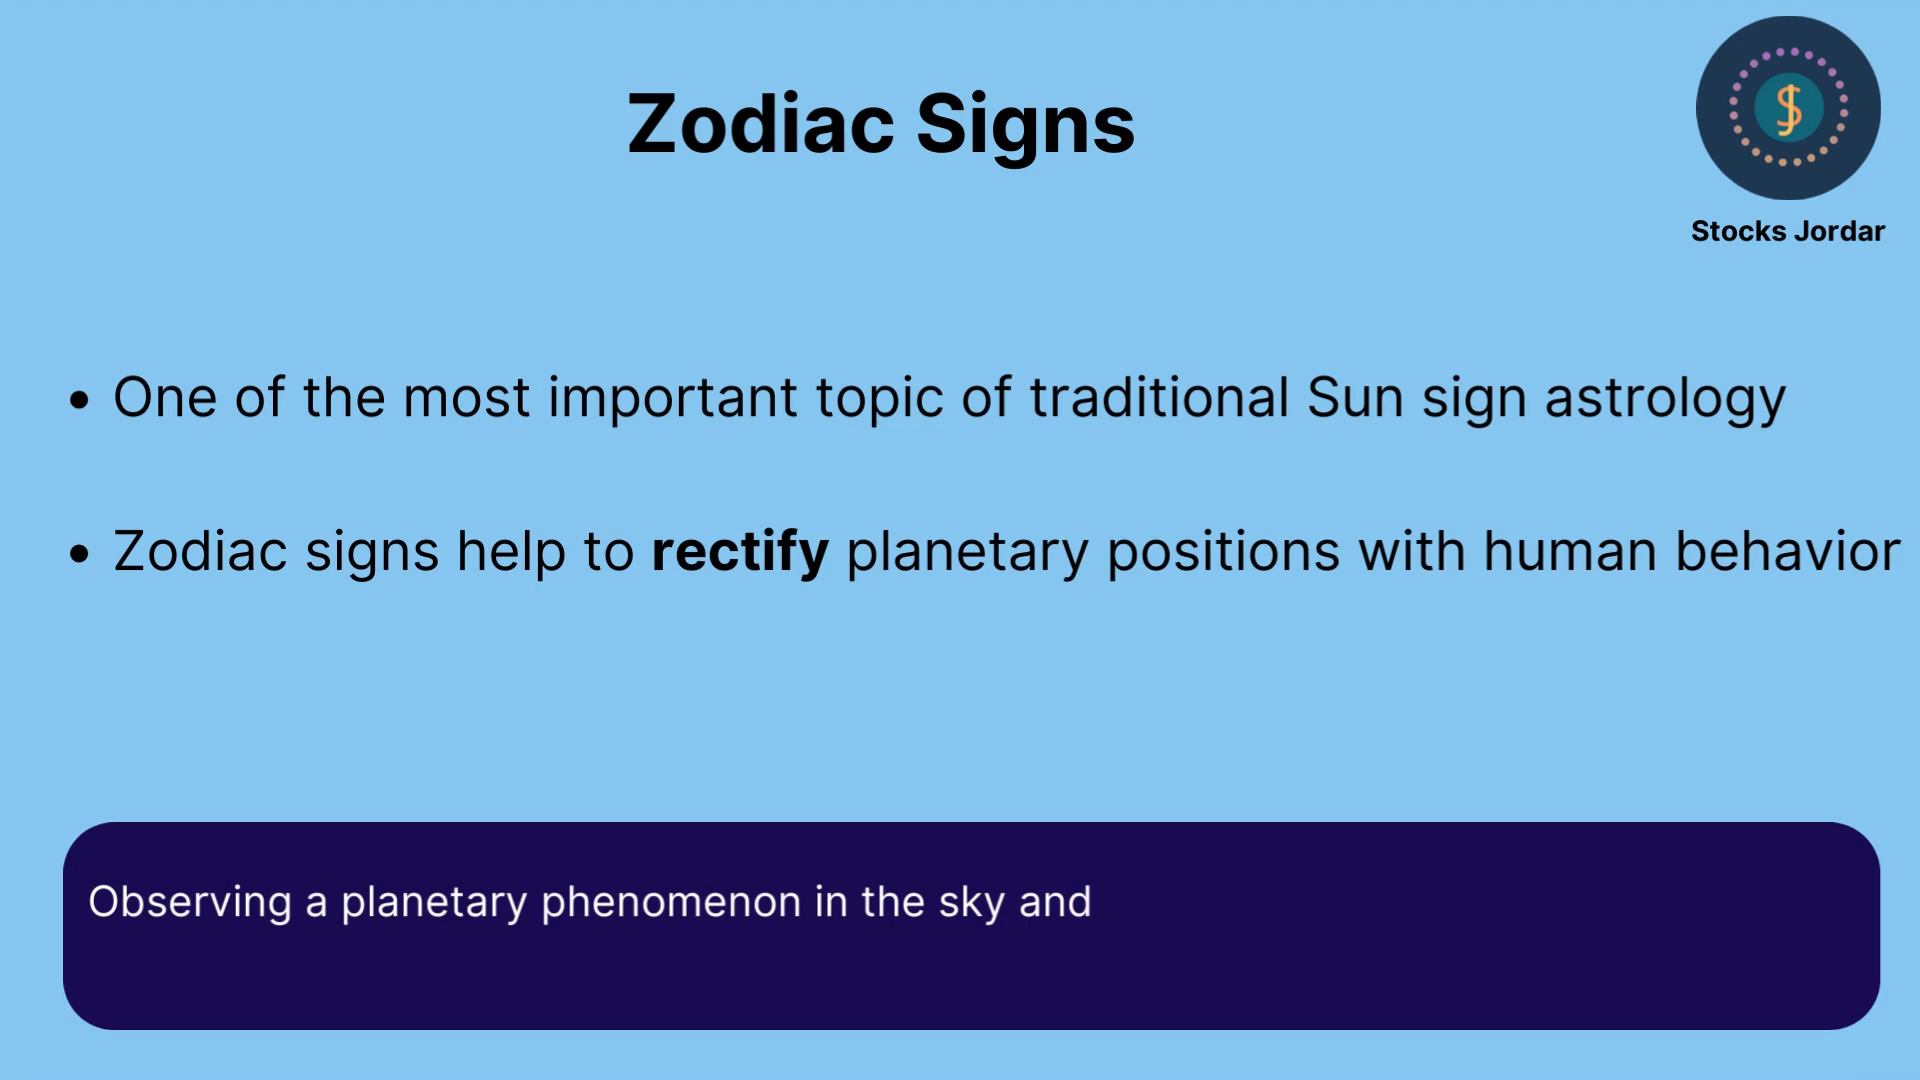 Zodiac Signs
Stocks Jordar
• One of the most important topic of traditional Sun sign astrology
• Zodiac signs help to rectify planetary positions with human behavior
Observing a planetary phenomenon in the sky and